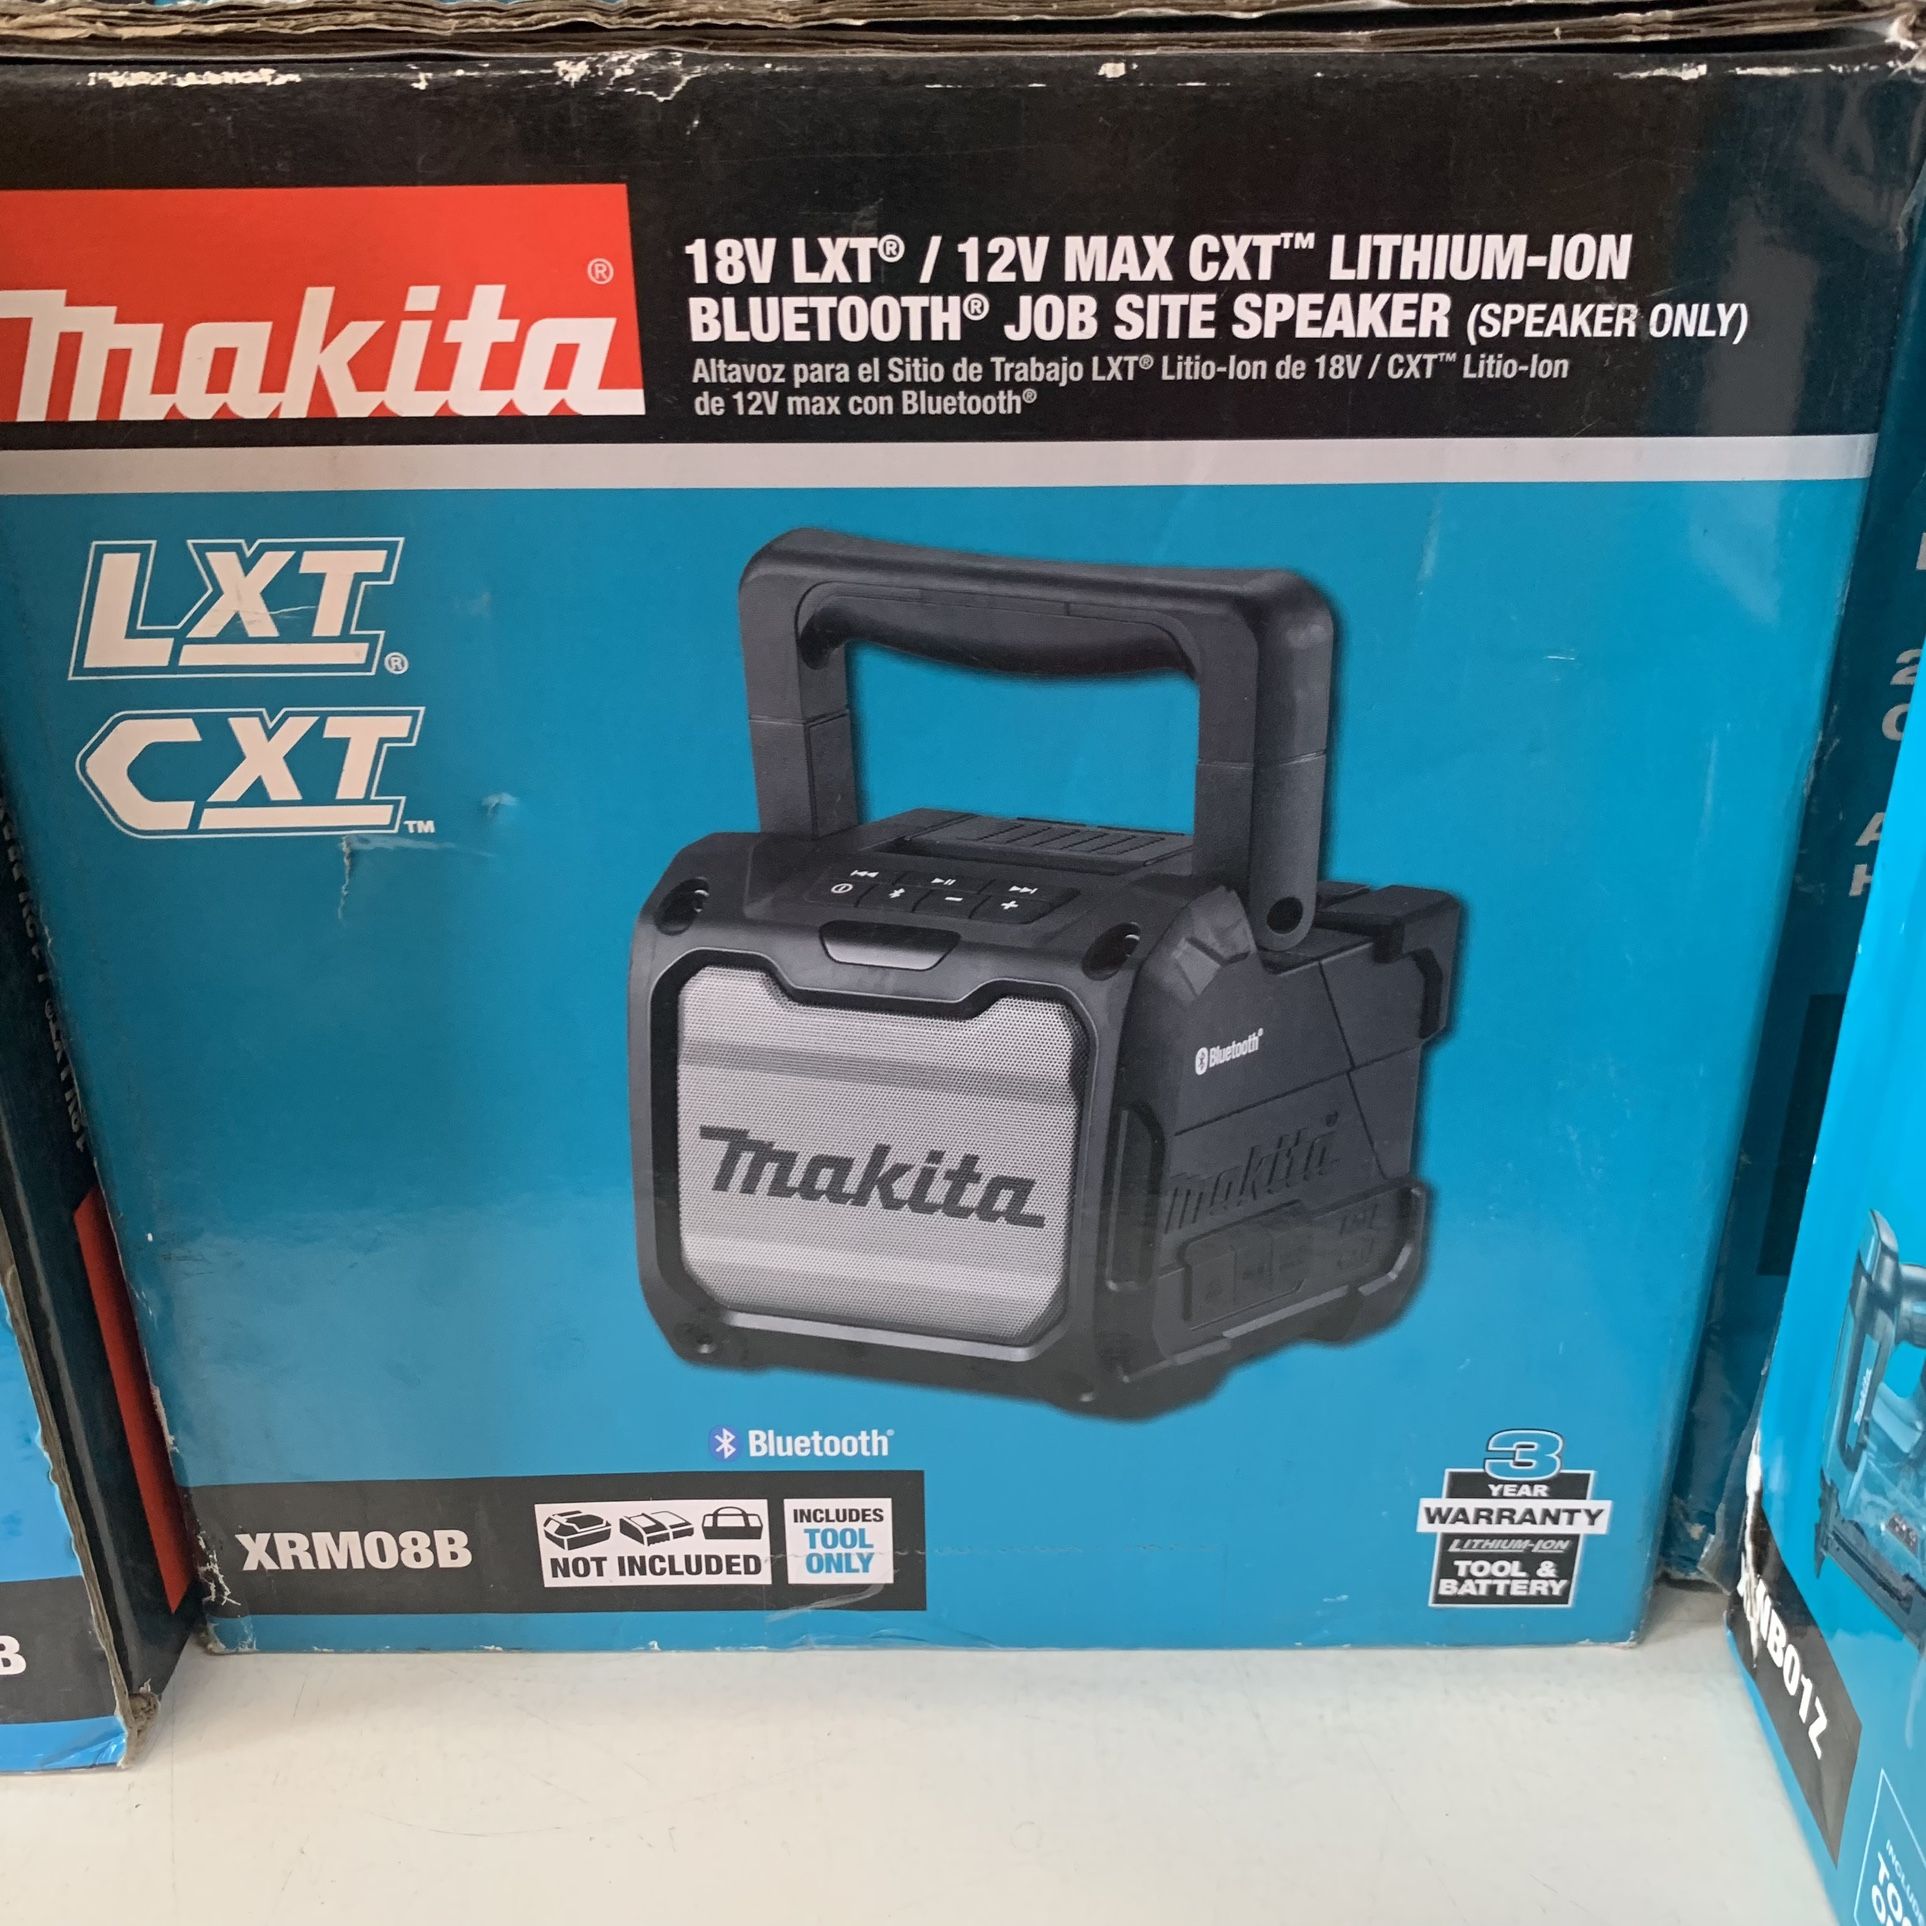 makita®
18V LXT® / 12V MAX CXT™ LITHIUM-ION
BLUETOOTH® JOB SITE SPEAKER (SPEAKER ONLY)
Altavoz para el Sitio de Trabajo LXT® Litio-Ion de 18V / CXT™ Litio-Ion
de 12V max con Bluetooth®
LXT®
CXT™
Bluetooth®
makita
makita®
Bluetooth®
XRM08B
NOT INCLUDED
INCLUDES
TOOL
ONLY
3
YEAR
WARRANTY
LITHIUM-ION
TOOL &
BATTERY
B